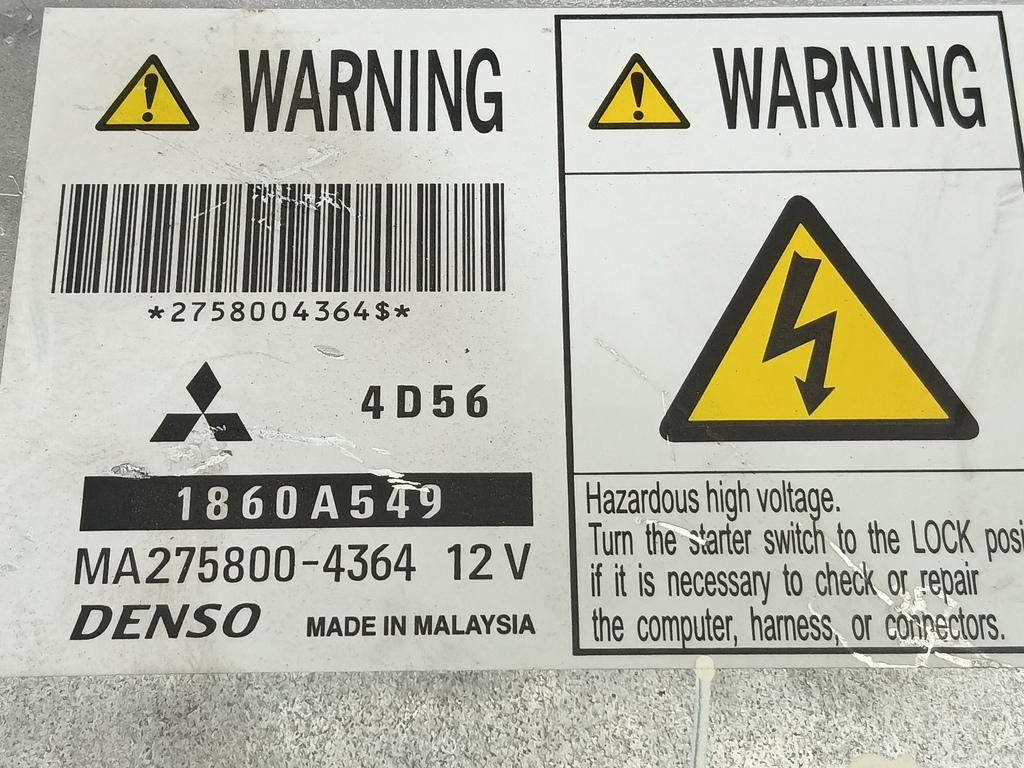 WARNING
*2758004364$*
4D56
1860A549
MA275800-4364 12V
DENSO MADE IN MALAYSIA
WARNING
Hazardous high voltage.
Turn the starter switch to the LOCK posi
if it is necessary to check or repair
the computer, harness, or connectors.